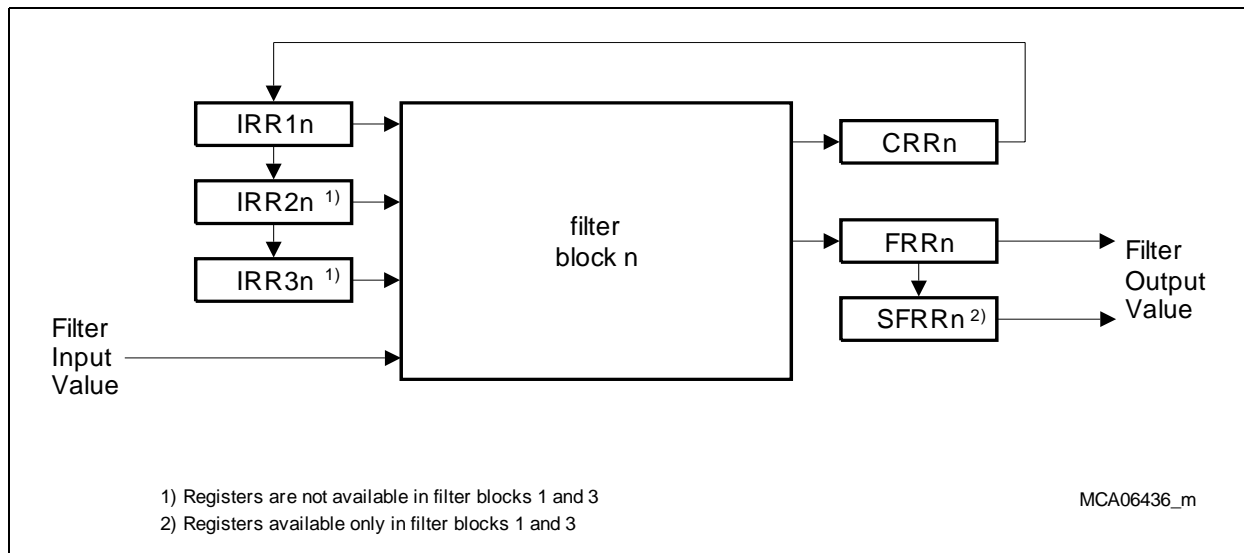 IRR1n
IRR2n 1)
IRR3n 1)
Filter
Input
Value
filter
block n
CRRn
FRRn
SFRRn 2)
Filter
Output
Value
1) Registers are not available in filter blocks 1 and 3
2) Registers available only in filter blocks 1 and 3
MCA06436_m